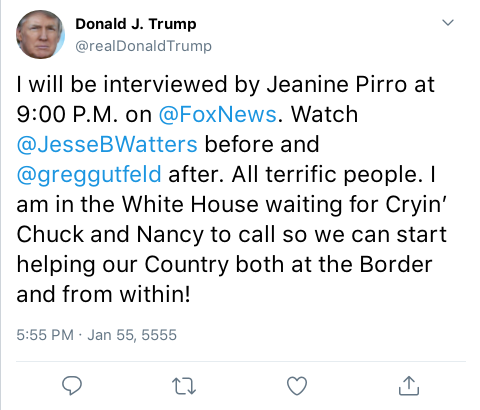 Donald J. Trump
@realDonaldTrump
I will be interviewed by Jeanine Pirro at
9:00 P.M. on @FoxNews. Watch
@JesseBWatters before and
@greggutfeld after. All terrific people. I
am in the White House waiting for Cryin’
Chuck and Nancy to call so we can start
helping our Country both at the Border
and from within!
5:55 PM · Jan 55, 5555